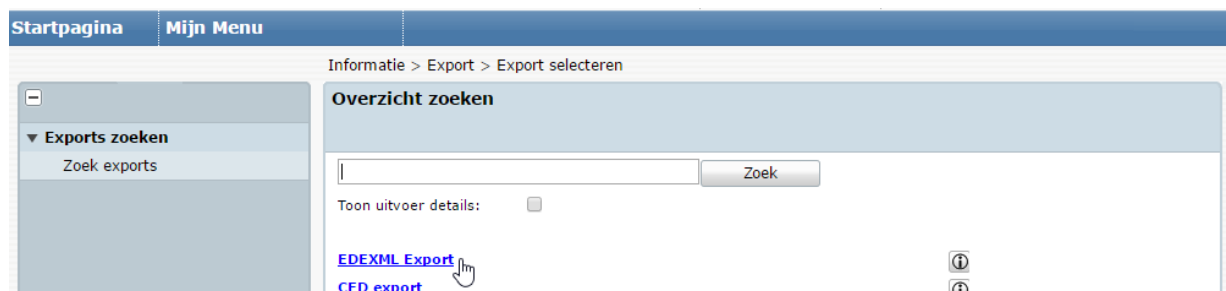 Startpagina Mijn Menu
Informatie > Export > Export selecteren
Overzicht zoeken
Exports zoeken
Zoek exports
Zoek
Toon uitvoer details:
EDEXML Export
CED export